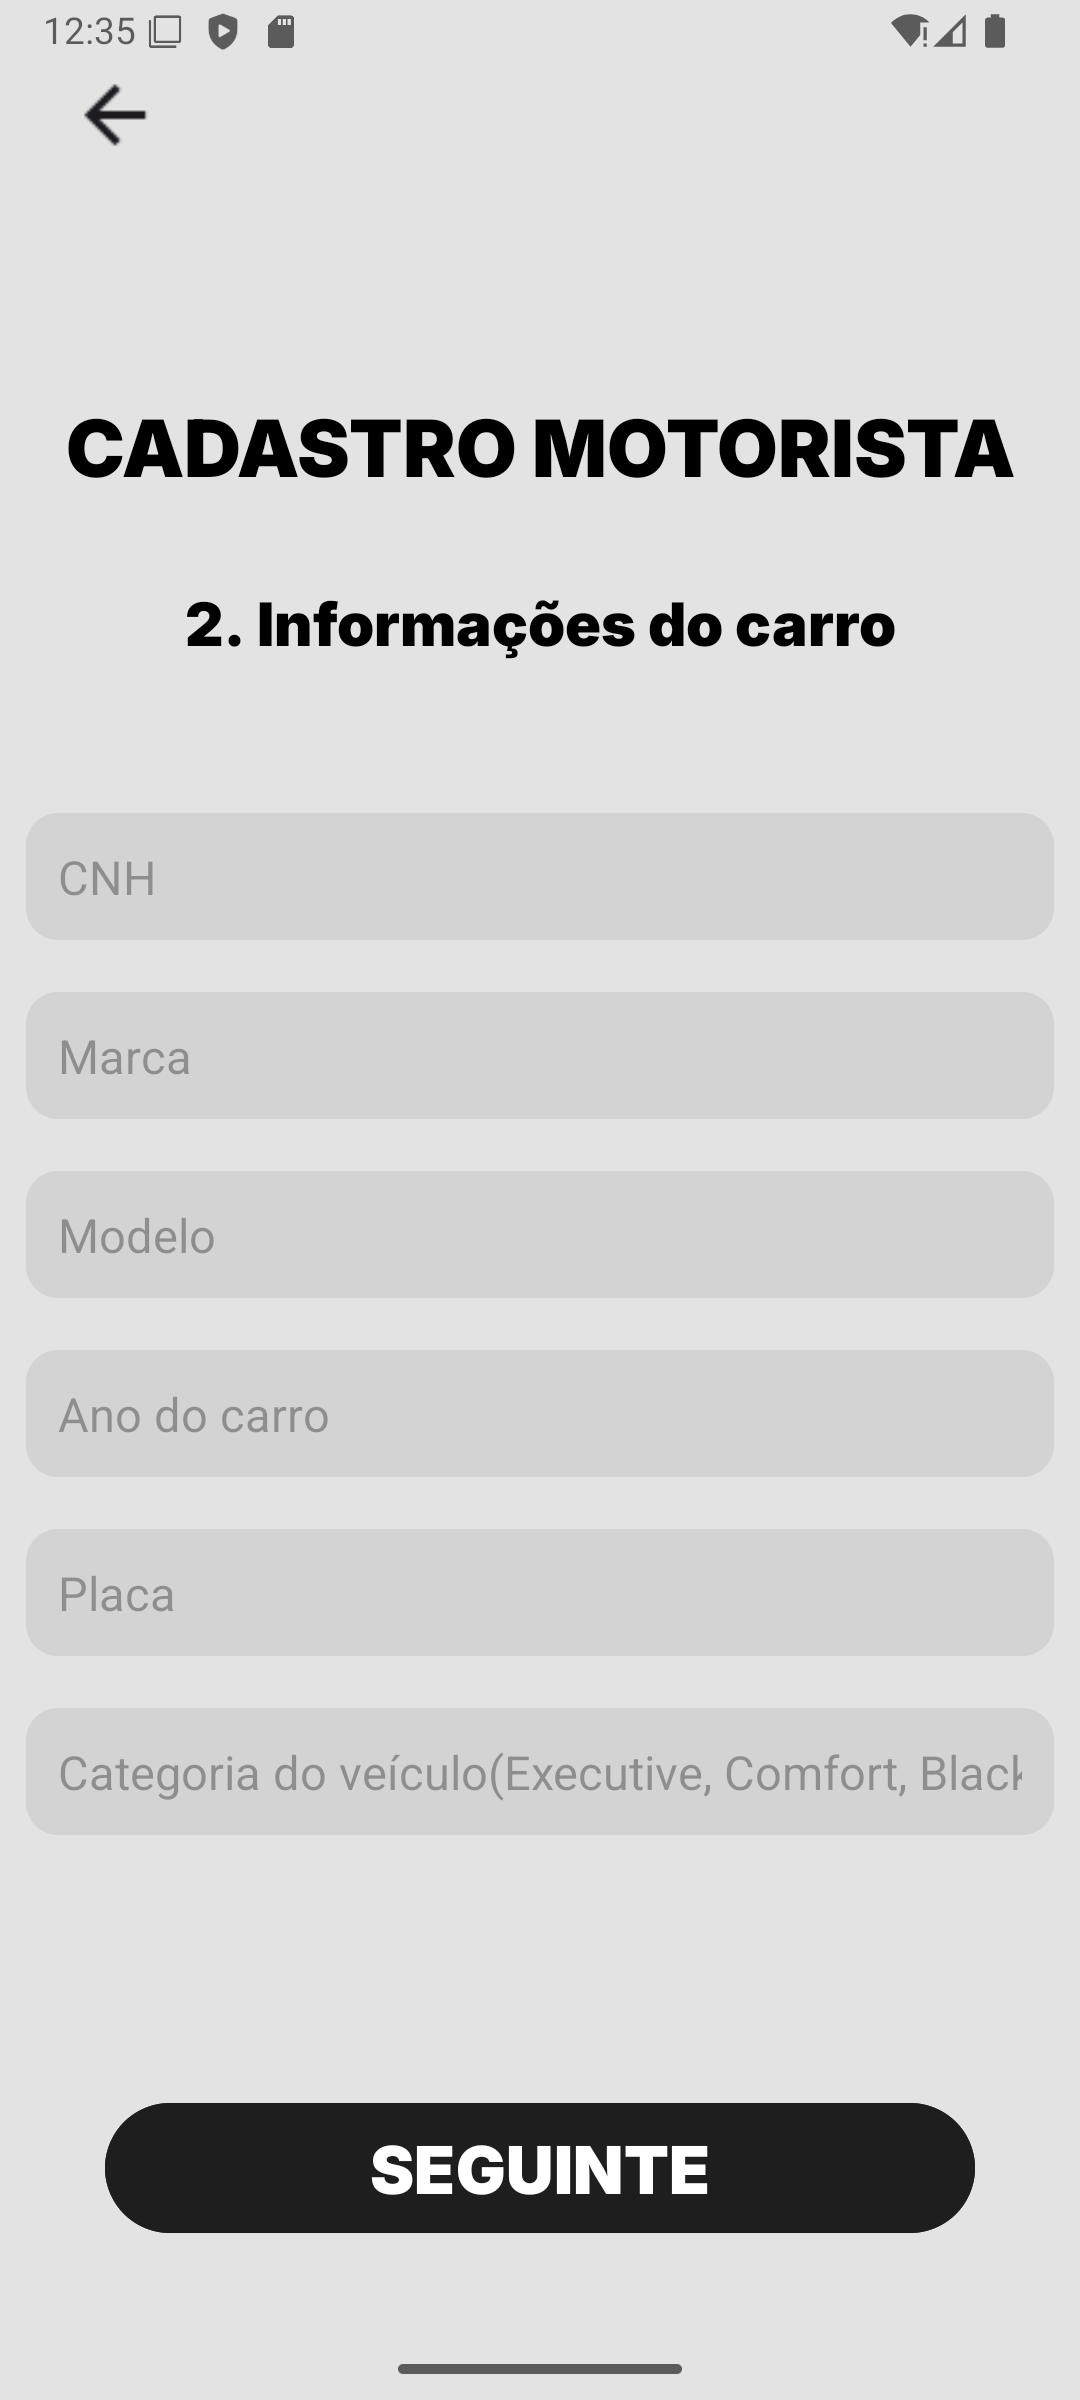 12:35
CADASTRO MOTORISTA
2. Informações do carro
CNH
Marca
Modelo
Ano do carro
Placa
Categoria do veículo(Executive, Comfort, Black
SEGUINTE